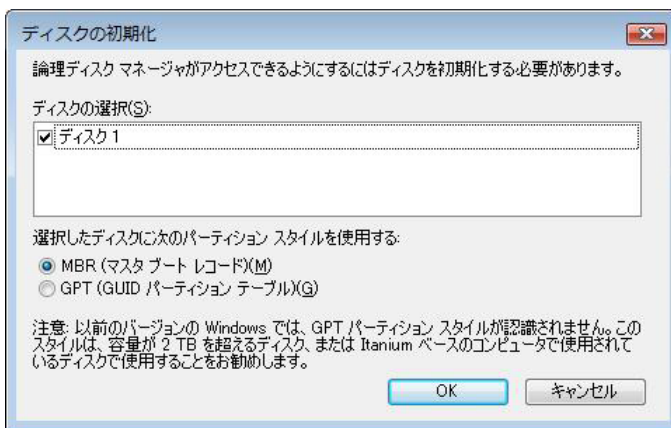 ディスクの初期化
論理ディスク マネージャがアクセスできるようにするにはディスクを初期化する必要があります。
ディスクの選択(S):
ディスク 1
選択したディスクに次のパーティション スタイルを使用する:
MBR (マスタ ブート レコード)(M)
GPT (GUID パーティション テーブル)(G)
注意: 以前のバージョンの Windows では、GPT パーティション スタイルが認識されません。この
スタイルは、容量が 2 TB を超えるディスク、または Itanium ベースのコンピュータで使用されて
いるディスクで使用することをお勧めします。
OK
キャンセル